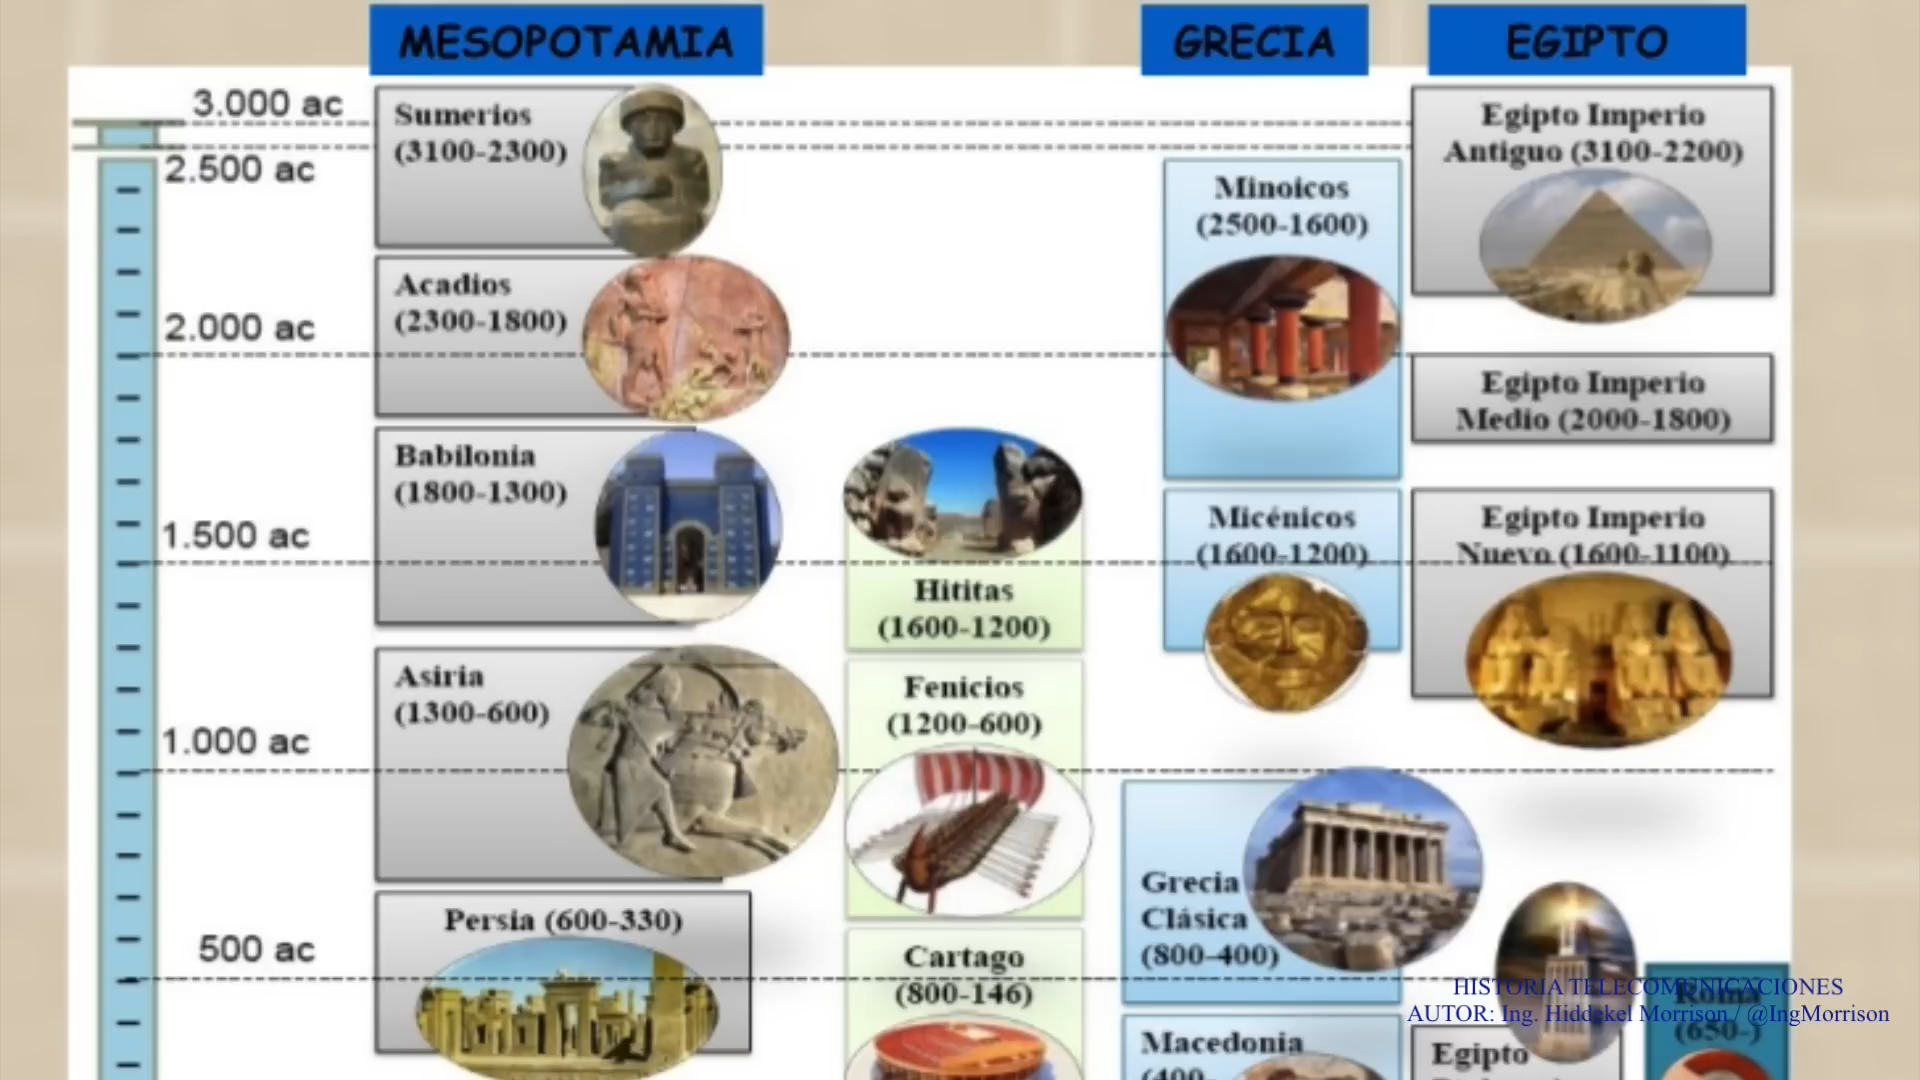 MESOPOTAMIA
GRECIA
EGIPTO
3.000 ac
2.500 ac
2.000 ac
1.500 ac
1.000 ac
500 ac
Sumerios
(3100-2300)
Acadios
(2300-1800)
Babilonia
(1800-1300)
Asiria
(1300-600)
Persia (600-330)
Hititas
(1600-1200)
Fenicios
(1200-600)
Cartago
(800-146)
Minoicos
(2500-1600)
Micénicos
(1600-1200)
Grecia
Clásica
(800-400)
Macedonia
(400-
Egipto Imperio
Antiguo (3100-2200)
Egipto Imperio
Medio (2000-1800)
Egipto Imperio
Nuevo (1600-1100)
Egipto
Roma
(650-)
HISTORIA TELECOMUNICACIONES
AUTOR: Ing. Hiddekel Morrison / @IngMorrison